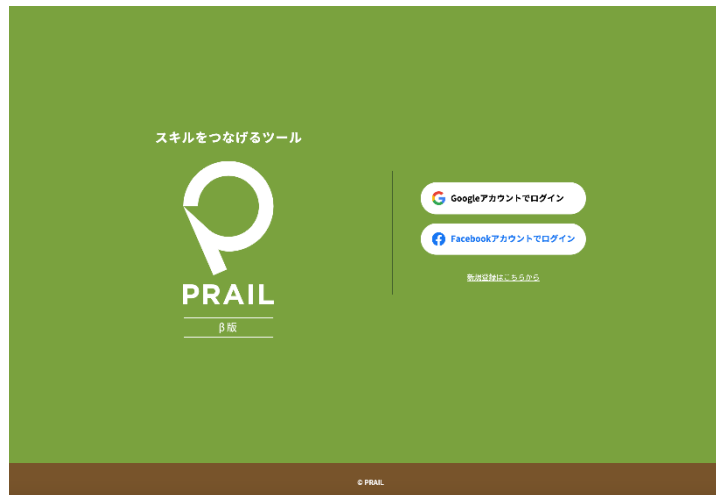 スキルをつなげるツール
PRAIL
β版
Googleアカウントでログイン
Facebookアカウントでログイン
新規登録はこちらから
© PRAIL